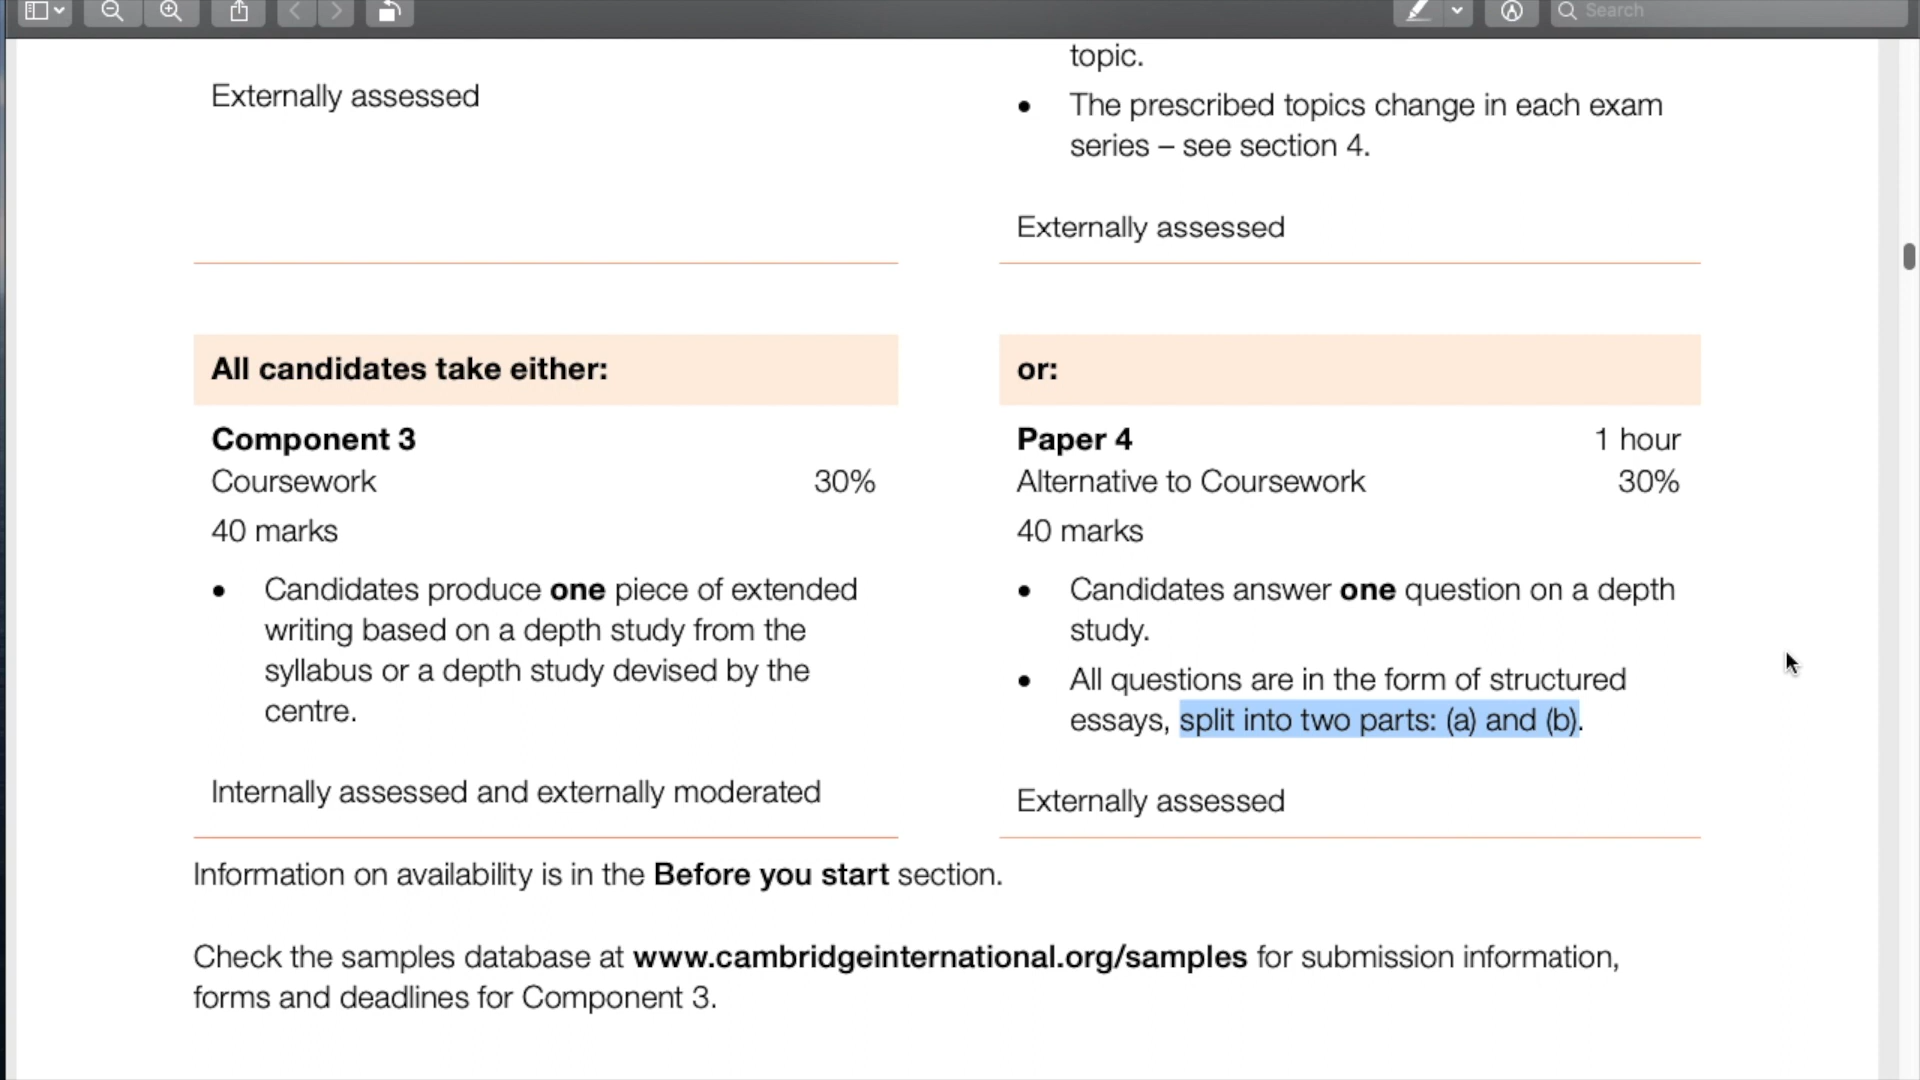 Search
Externally assessed
topic.
• The prescribed topics change in each exam
series – see section 4.
Externally assessed
All candidates take either:
Component 3
Coursework 30%
40 marks
• Candidates produce one piece of extended
writing based on a depth study from the
syllabus or a depth study devised by the
centre.
Internally assessed and externally moderated
or:
Paper 4 1 hour
Alternative to Coursework 30%
40 marks
• Candidates answer one question on a depth
study.
• All questions are in the form of structured
essays, split into two parts: (a) and (b).
Externally assessed
Information on availability is in the Before you start section.
Check the samples database at www.cambridgeinternational.org/samples for submission information,
forms and deadlines for Component 3.